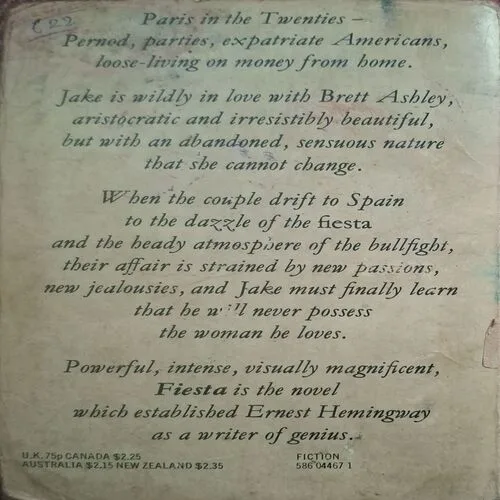 Paris in the Twenties –
Pernod, parties, expatriate Americans,
loose-living on money from home.
Jake is wildly in love with Brett Ashley,
aristocratic and irresistibly beautiful,
but with an abandoned, sensuous nature
that she cannot change.
When the couple drift to Spain
to the dazzle of the fiesta
and the heady atmosphere of the bullfight,
their affair is strained by new passions,
new jealousies, and Jake must finally learn
that he will never possess
the woman he loves.
Powerful, intense, visually magnificent,
Fiesta is the novel
which established Ernest Hemingway
as a writer of genius.
U.K. 75p CANADA $2.25
AUSTRALIA $2.15 NEW ZEALAND $2.35
FICTION
586 04467 1